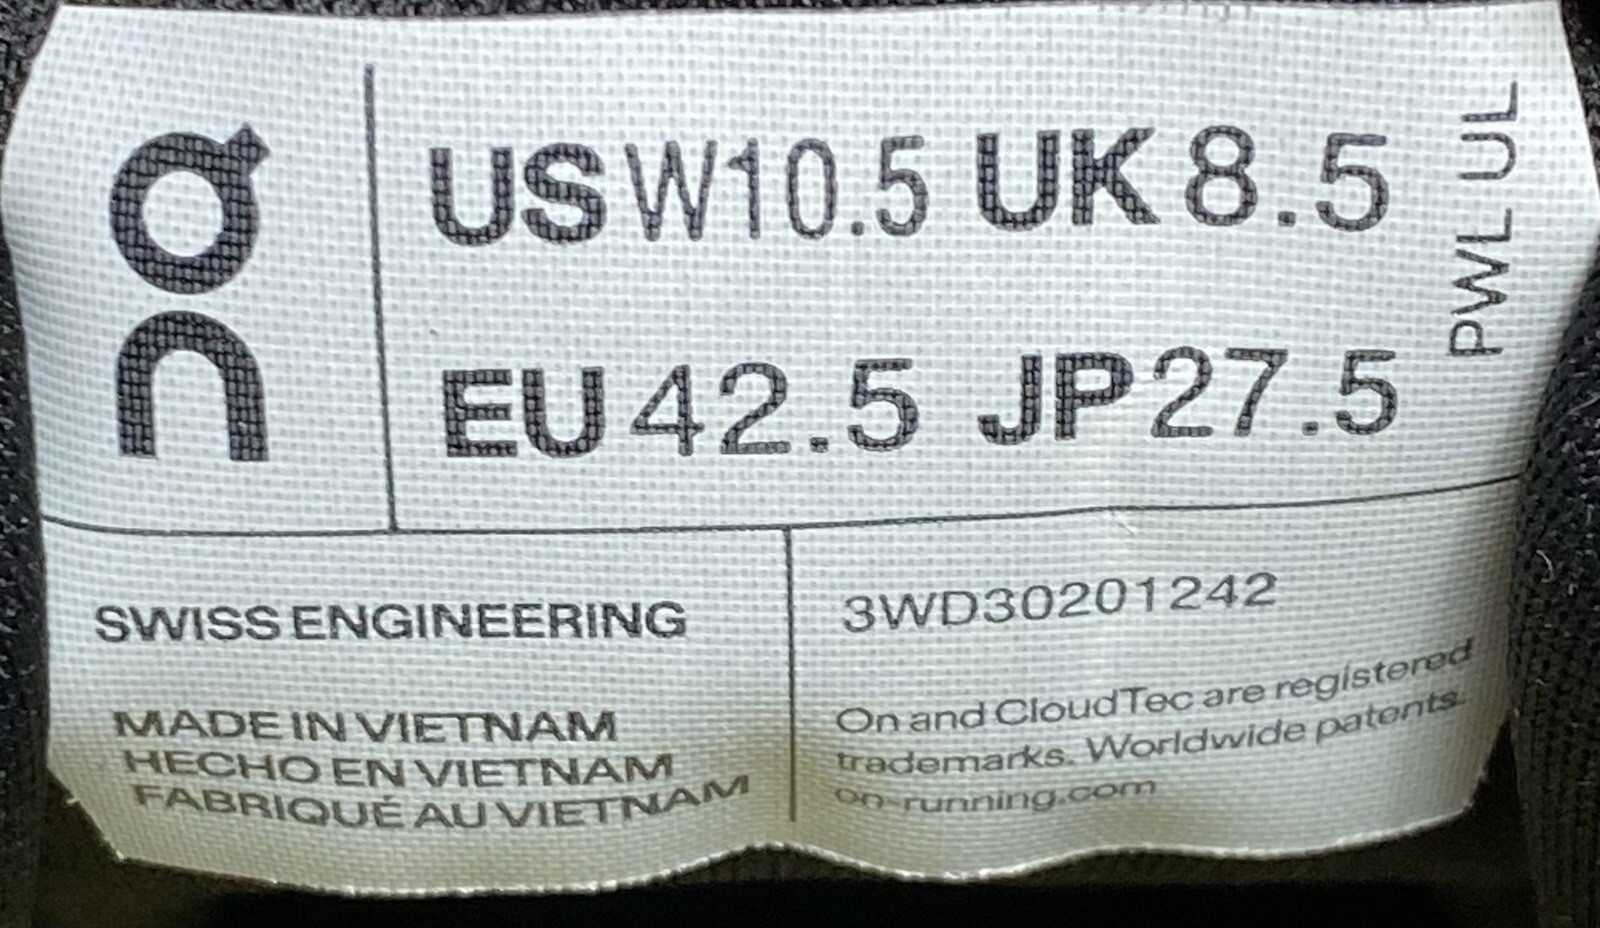 On
US W10.5 UK 8.5
EU 42.5 JP 27.5
PWL UL
SWISS ENGINEERING
MADE IN VIETNAM
HECHO EN VIETNAM
FABRIQUÉ AU VIETNAM
3WD30201242
On and CloudTec are registered
trademarks. Worldwide patents.
on-running.com